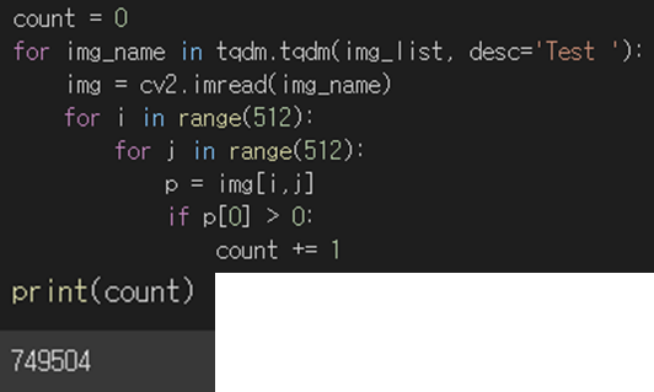 count = 0
for img_name in tqdm.tqdm(img_list, desc='Test '):
    img = cv2.imread(img_name)
    for i in range(512):
        for j in range(512):
            p = img[i,j]
            if p[0] > 0:
                count += 1
print(count)
749504